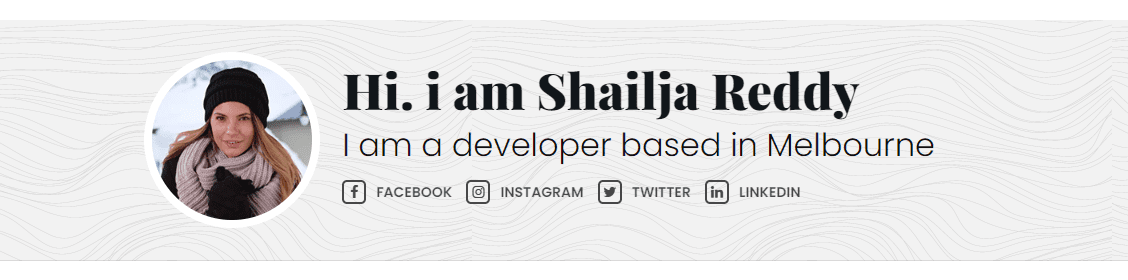 Hi. i am Shailja Reddy
I am a developer based in Melbourne
FACEBOOK INSTAGRAM TWITTER LINKEDIN